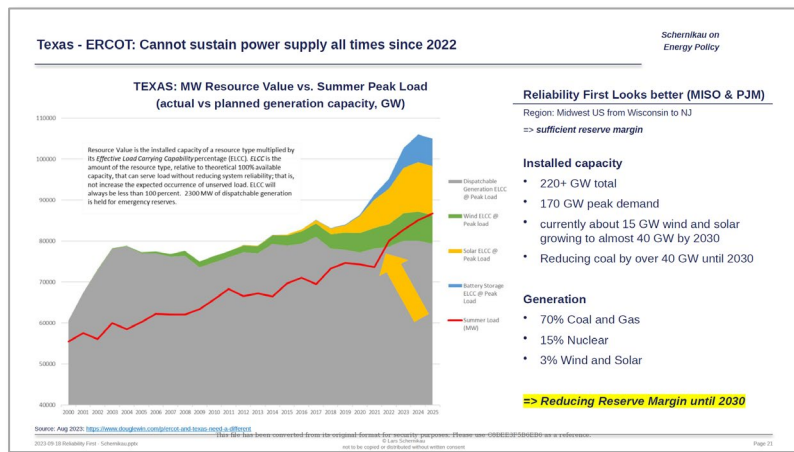 Texas - ERCOT: Cannot sustain power supply all times since 2022
Schernikau on
Energy Policy
TEXAS: MW Resource Value vs. Summer Peak Load
(actual vs planned generation capacity, GW)
110000
100000
90000
80000
70000
60000
50000
40000
Resource Value is the installed capacity of a resource type multiplied by
its Effective Load Carrying Capability percentage (ELCC). ELCC is the
amount of the resource type, relative to theoretical 100% available
capacity, that can serve load without reducing system reliability; that is,
not increase the expected occurrence of unserved load. ELCC will
always be less than 100 percent. 2300 MW of dispatchable generation
is held for emergency reserves.
Dispatchable
Generation ELCC
@ Peak Load
Wind ELCC @
Peak load
Solar ELCC @
Peak Load
Battery Storage
ELCC @ Peak
Load
Summer Load
(MW)
2000 2001 2002 2003 2004 2005 2006 2007 2008 2009 2010 2011 2012 2013 2014 2015 2016 2017 2018 2019 2020 2021 2022 2023 2024 2025
Reliability First Looks better (MISO & PJM)
Region: Midwest US from Wisconsin to NJ
=> sufficient reserve margin
Installed capacity
• 220+ GW total
• 170 GW peak demand
• currently about 15 GW wind and solar
growing to almost 40 GW by 2030
• Reducing coal by over 40 GW until 2030
Generation
• 70% Coal and Gas
• 15% Nuclear
• 3% Wind and Solar
=> Reducing Reserve Margin until 2030
Source: Aug 2023: https://www.douglewin.com/p/ercot-and-texas-need-a-different
This file has been converted from its original format for security purposes. Please use as a reference.
2023-09-18 Reliability First - Schernikau.pptx
© Lars Schernikau
not to be copied or distributed without written consent
Page 21